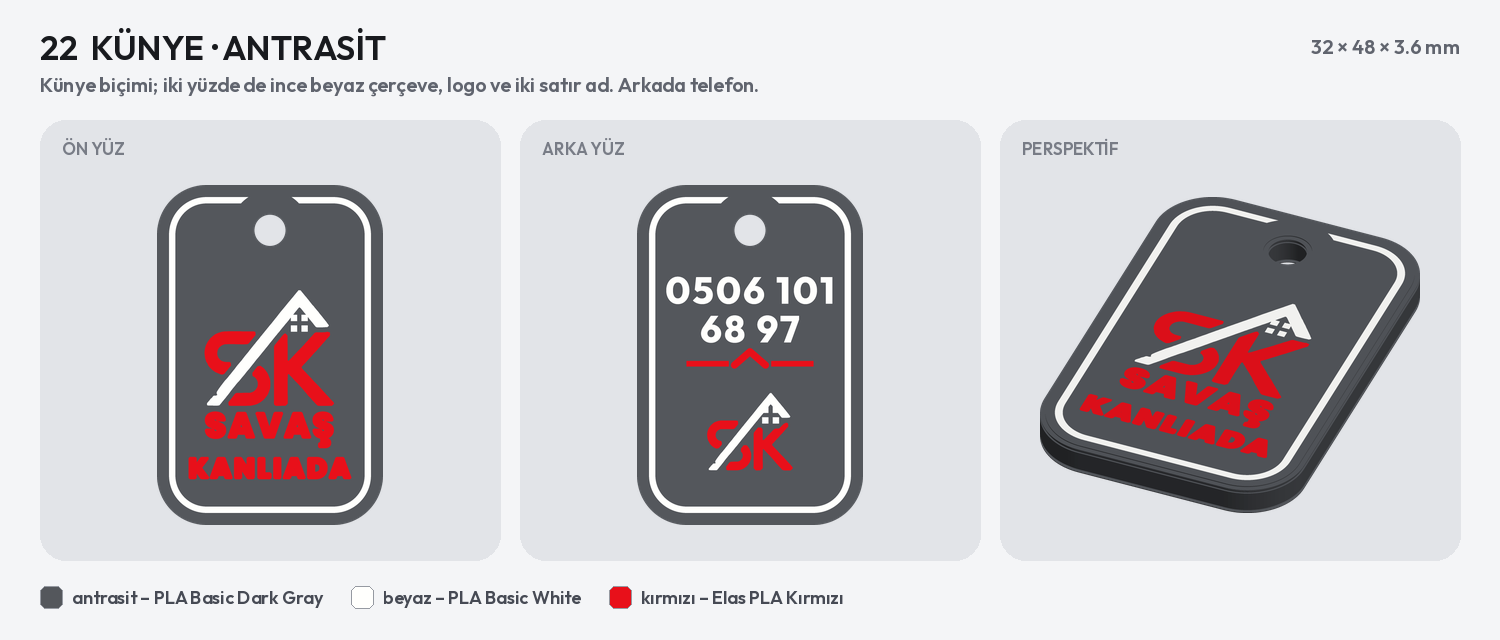 22 KÜNYE · ANTRASİT
32 × 48 × 3.6 mm
Künye biçimi; iki yüzde de ince beyaz çerçeve, logo ve iki satır ad. Arkada telefon.
ÖN YÜZ
SK
SAVAŞ
KANLIADA
ARKA YÜZ
0506 101
68 97
SK
PERSPEKTİF
SK
SAVAŞ
KANLIADA
antrasit – PLA Basic Dark Gray
beyaz – PLA Basic White
kırmızı – Elas PLA Kırmızı